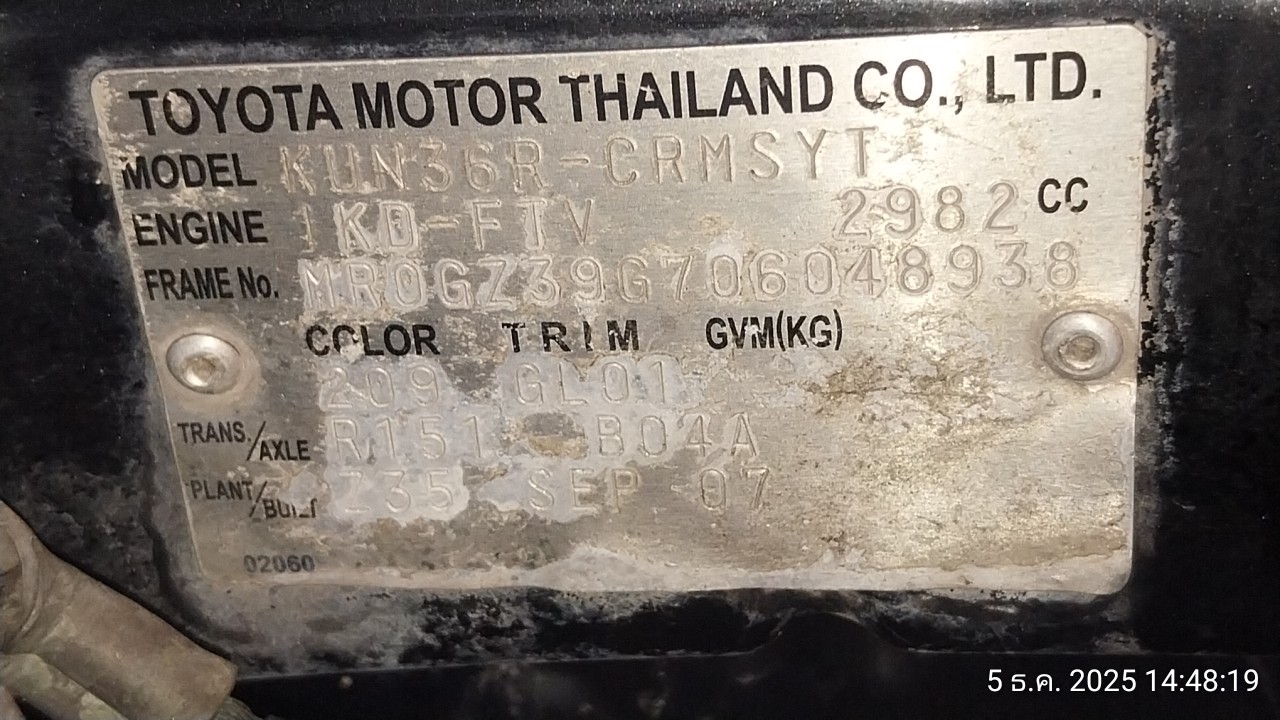 TOYOTA MOTOR THAILAND CO., LTD.
MODEL KUN36R-CRMSYT
ENGINE 1KD-FTV 2982 CC
FRAME No. MR0GZ39G706048938
COLOR TRIM GVM(KG)
209 GL01
TRANS./AXLE R151 B04A
PLANT/BUILT Z35 SEP 07
02060
5 ธ.ค. 2025 14:48:19